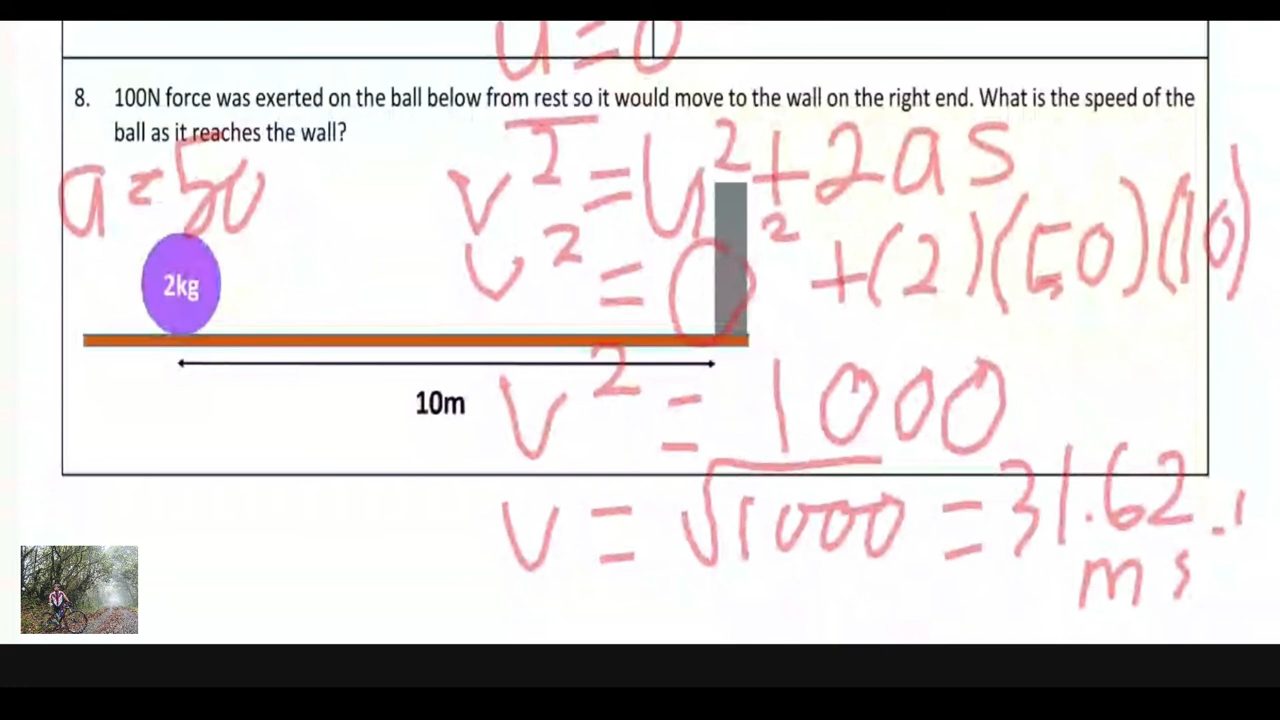 u=0
8. 100N force was exerted on the ball below from rest so it would move to the wall on the right end. What is the speed of the
ball as it reaches the wall?
a=50
v²=u²+2as
v²=0²+(2)(50)(10)
2kg
10m
v²=1000
v=√1000=31.62
ms⁻¹